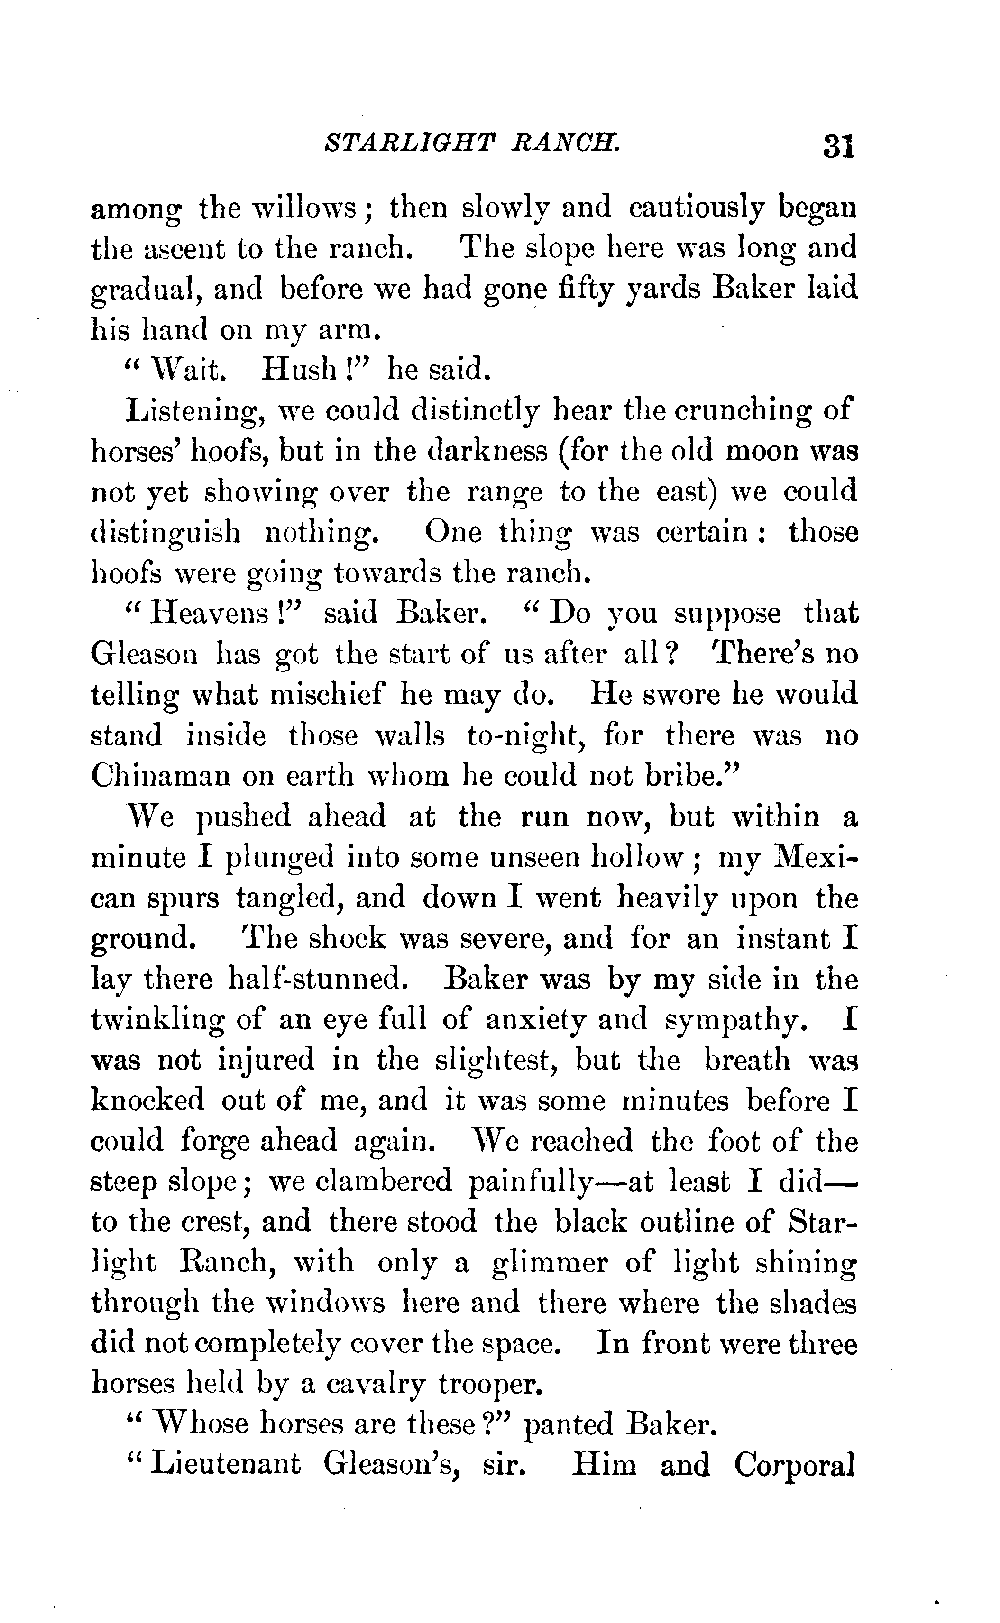 STARLIGHT RANCH. 31
among the willows; then slowly and cautiously began
the ascent to the ranch. The slope here was long and
gradual, and before we had gone fifty yards Baker laid
his hand on my arm.
"Wait. Hush!" he said.
Listening, we could distinctly hear the crunching of
horses' hoofs, but in the darkness (for the old moon was
not yet showing over the range to the east) we could
distinguish nothing. One thing was certain: those
hoofs were going towards the ranch.
"Heavens!" said Baker. "Do you suppose that
Gleason has got the start of us after all? There's no
telling what mischief he may do. He swore he would
stand inside those walls to-night, for there was no
Chinaman on earth whom he could not bribe."
We pushed ahead at the run now, but within a
minute I plunged into some unseen hollow; my Mexi-
can spurs tangled, and down I went heavily upon the
ground. The shock was severe, and for an instant I
lay there half-stunned. Baker was by my side in the
twinkling of an eye full of anxiety and sympathy. I
was not injured in the slightest, but the breath was
knocked out of me, and it was some minutes before I
could forge ahead again. We reached the foot of the
steep slope; we clambered painfully—at least I did—
to the crest, and there stood the black outline of Star-
light Ranch, with only a glimmer of light shining
through the windows here and there where the shades
did not completely cover the space. In front were three
horses held by a cavalry trooper.
"Whose horses are these?" panted Baker.
"Lieutenant Gleason's, sir. Him and Corporal